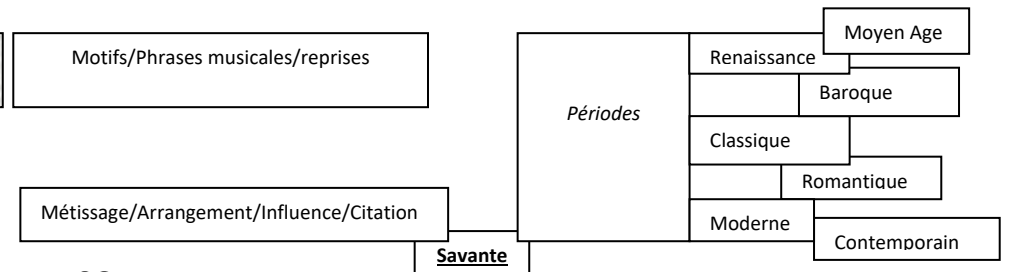 Motifs/Phrases musicales/reprises
Métissage/Arrangement/Influence/Citation
Savante
Périodes
Moyen Age
Renaissance
Baroque
Classique
Romantique
Moderne
Contemporain